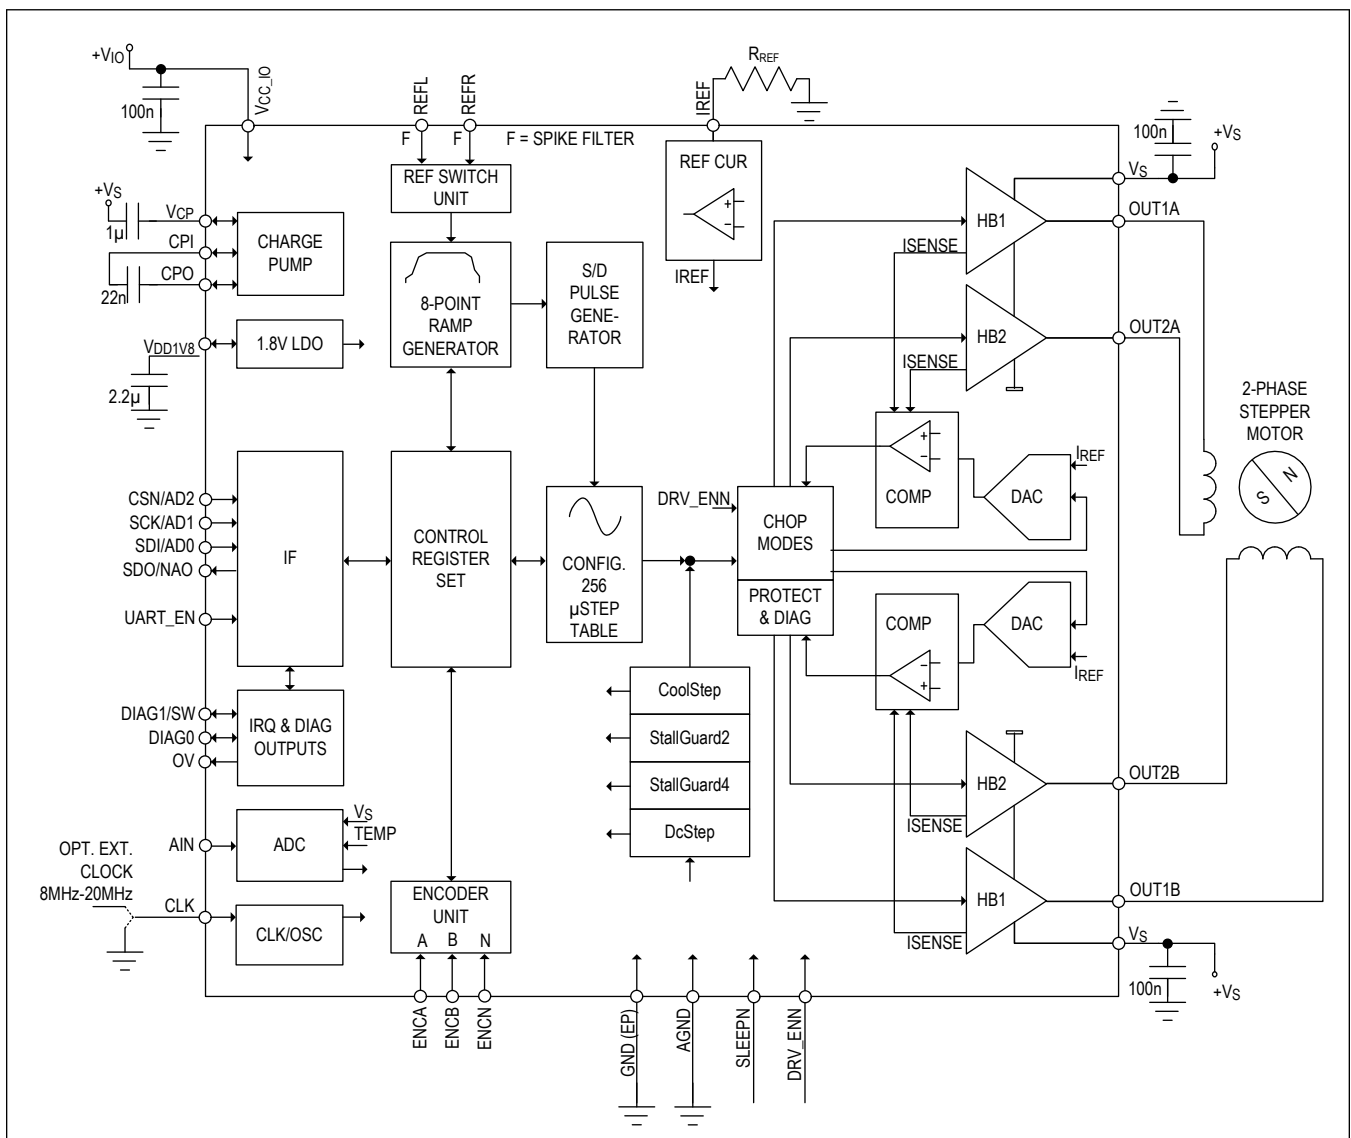 +VIO
100n
VCC_IO
REFL
REFR
F
F
F = SPIKE FILTER
REF SWITCH
UNIT
IREF
RREF
REF CUR
+
−
IREF
100n
+VS
VS
+VS
1µ
VCP
CPI
CPO
22n
CHARGE
PUMP
VDD1V8
2.2µ
1.8V LDO
8-POINT
RAMP
GENERATOR
S/D
PULSE
GENE-
RATOR
HB1
ISENSE
OUT1A
HB2
ISENSE
OUT2A
2-PHASE
STEPPER
MOTOR
S
N
CSN/AD2
SCK/AD1
SDI/AD0
SDO/NAO
UART_EN
IF
CONTROL
REGISTER
SET
CONFIG.
256
µSTEP
TABLE
DRV_ENN
CHOP
MODES
PROTECT
& DIAG
+
−
COMP
DAC
IREF
COMP
−
+
DAC
IREF
DIAG1/SW
DIAG0
OV
IRQ & DIAG
OUTPUTS
CoolStep
StallGuard2
StallGuard4
DcStep
HB2
ISENSE
OUT2B
HB1
ISENSE
OUT1B
VS
100n
+VS
AIN
ADC
VS
TEMP
OPT. EXT.
CLOCK
8MHz-20MHz
CLK
CLK/OSC
ENCODER
UNIT
A B N
ENCA
ENCB
ENCN
GND (EP)
AGND
SLEEPN
DRV_ENN